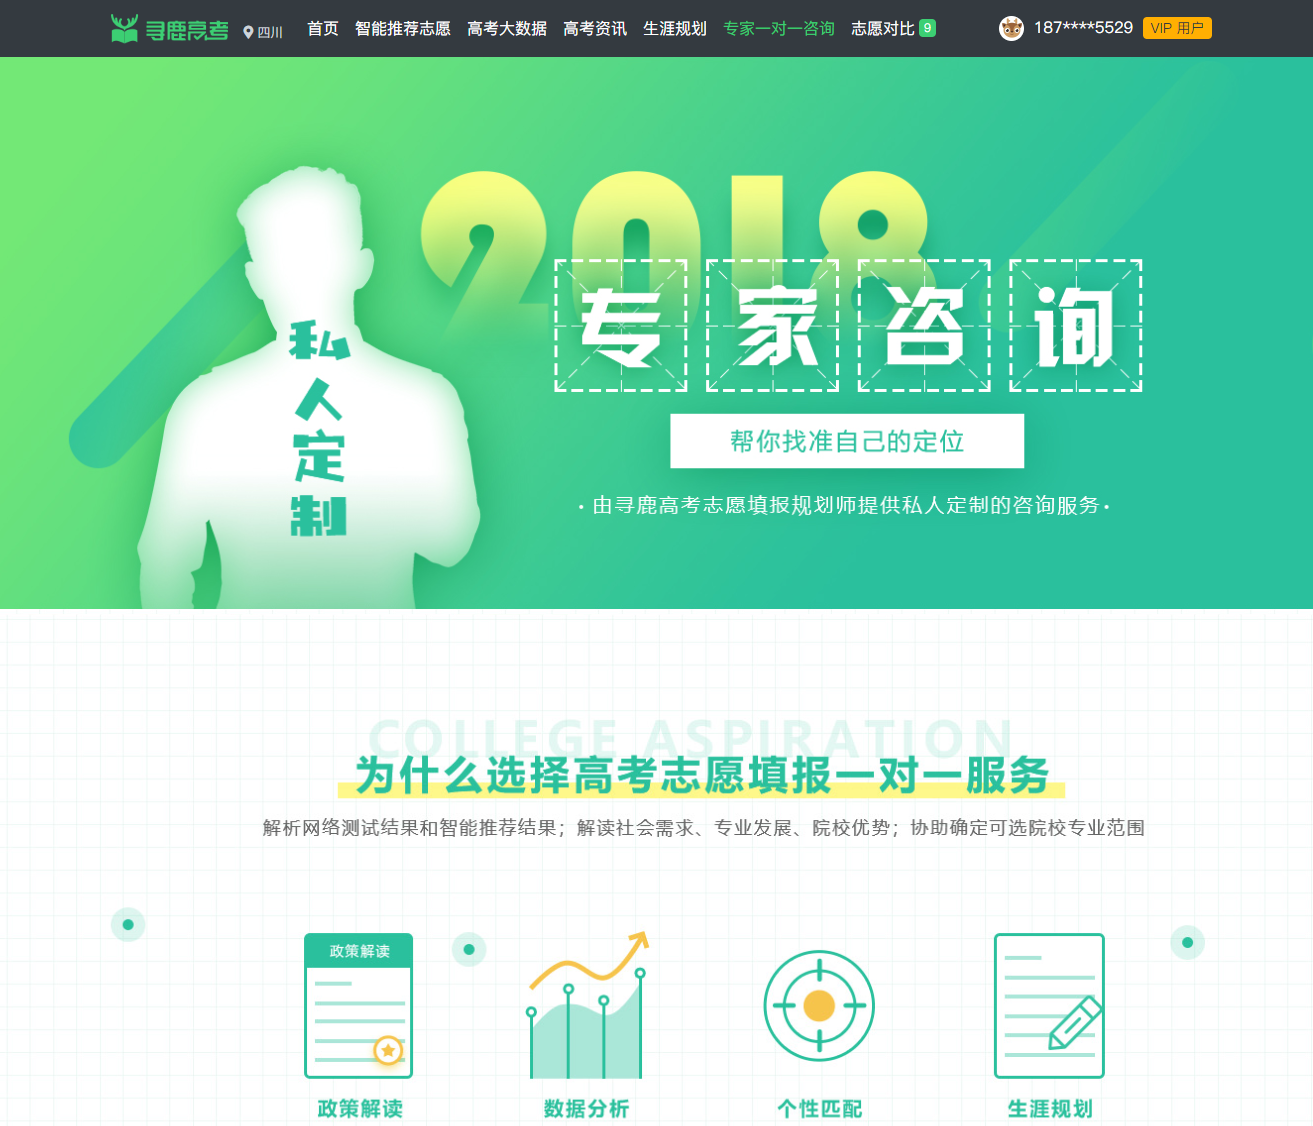 寻鹿高考 四川 首页 智能推荐志愿 高考大数据 高考资讯 生涯规划 专家一对一咨询 志愿对比 9 187****5529 VIP 用户
2018
专家咨询
私人定制
帮你找准自己的定位
·由寻鹿高考志愿填报规划师提供私人定制的咨询服务·
COLLEGE ASPIRATION
为什么选择高考志愿填报一对一服务
解析网络测试结果和智能推荐结果；解读社会需求、专业发展、院校优势；协助确定可选院校专业范围
政策解读
政策解读 数据分析 个性匹配 生涯规划